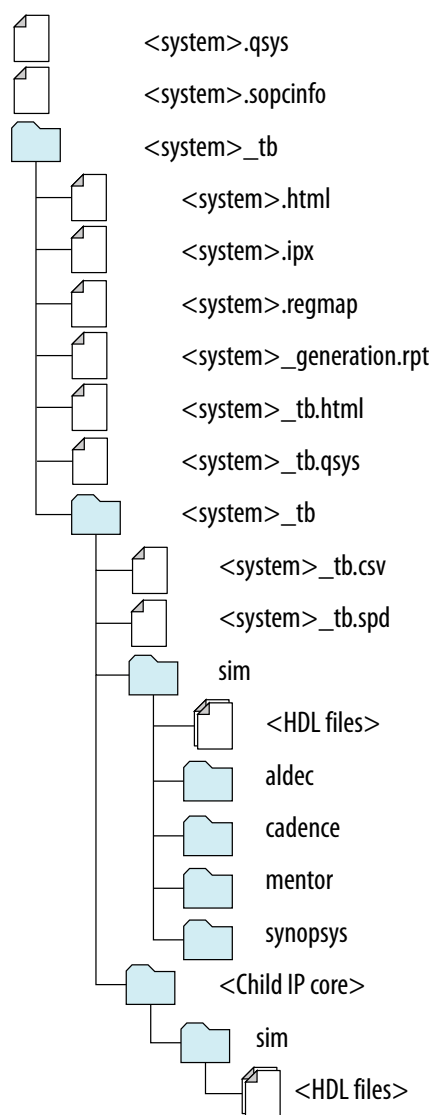 <system>.qsys
<system>.sopcinfo
<system>_tb
<system>.html
<system>.ipx
<system>.regmap
<system>_generation.rpt
<system>_tb.html
<system>_tb.qsys
<system>_tb
<system>_tb.csv
<system>_tb.spd
sim
<HDL files>
aldec
cadence
mentor
synopsys
<Child IP core>
sim
<HDL files>